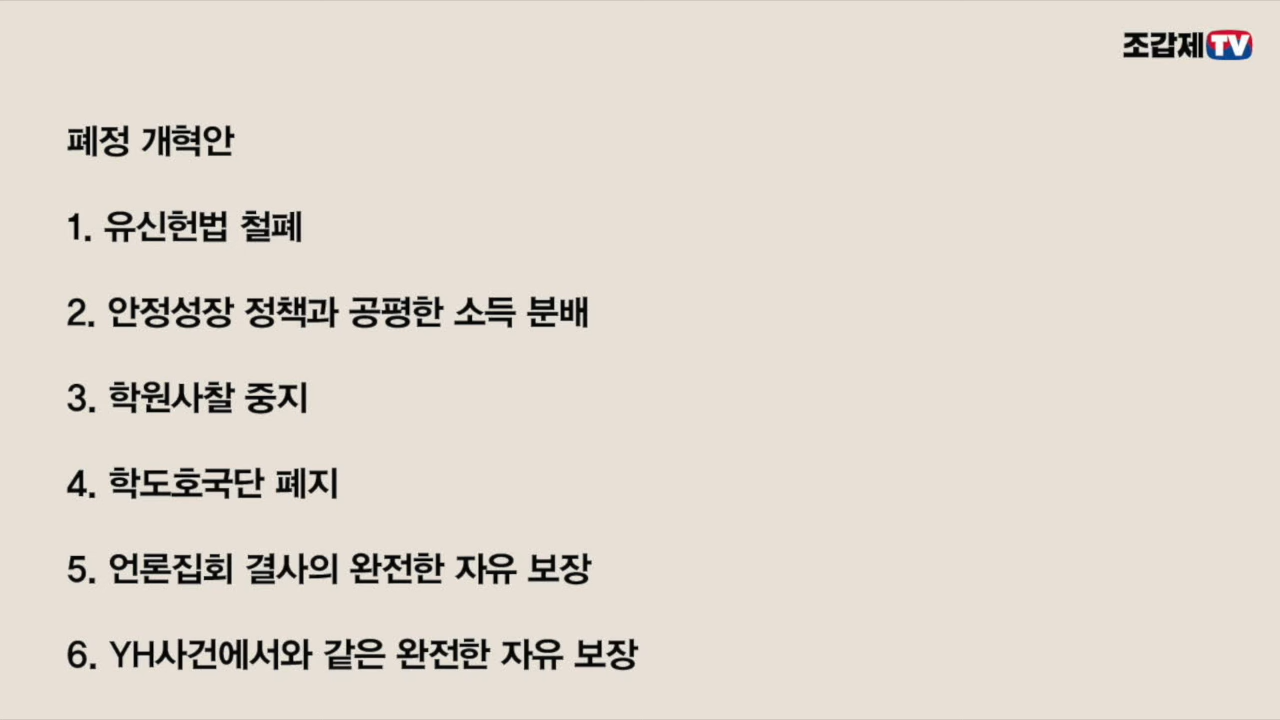 조갑제TV
폐정 개혁안
1. 유신헌법 철폐
2. 안정성장 정책과 공평한 소득 분배
3. 학원사찰 중지
4. 학도호국단 폐지
5. 언론집회 결사의 완전한 자유 보장
6. YH사건에서와 같은 완전한 자유 보장